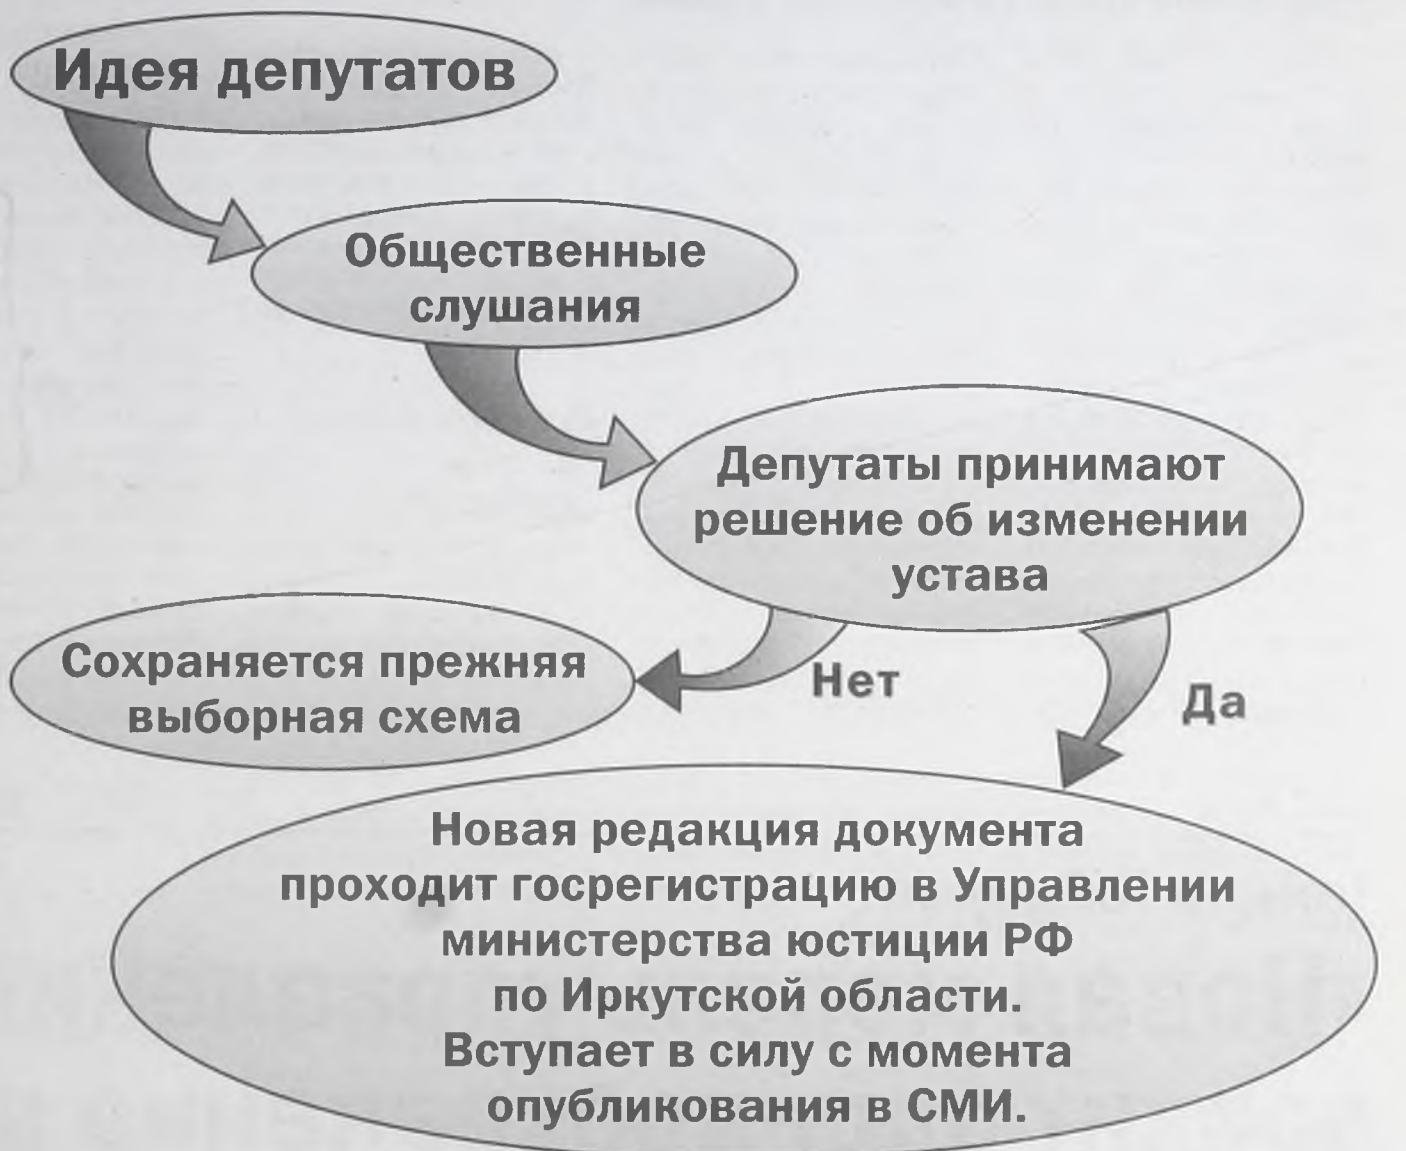 Идея депутатов
Общественные
слушания
Депутаты принимают
решение об изменении
устава
Сохраняется прежняя
выборная схема
Нет
Да
Новая редакция документа
проходит госрегистрацию в Управлении
министерства юстиции РФ
по Иркутской области.
Вступает в силу с момента
опубликования в СМИ.